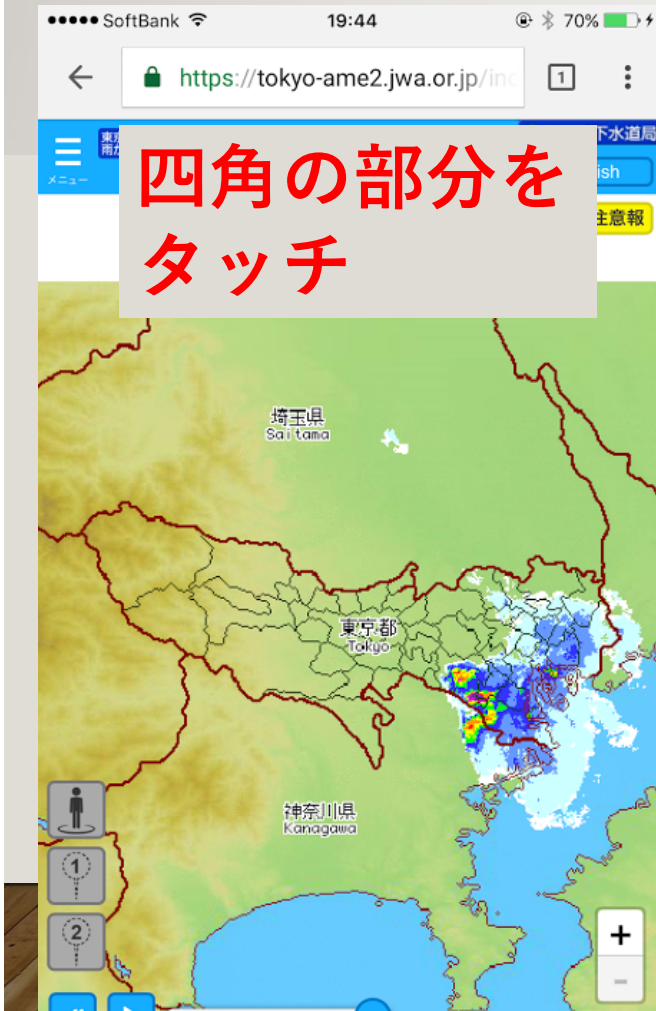 SoftBank 19:44 70%
https://tokyo-ame2.jwa.or.jp/in
1
メニュー
下水道局
ish
注意報
四角の部分を
タッチ
埼玉県
Saitama
東京都
Tokyo
神奈川県
Kanagawa
1
2
+
-